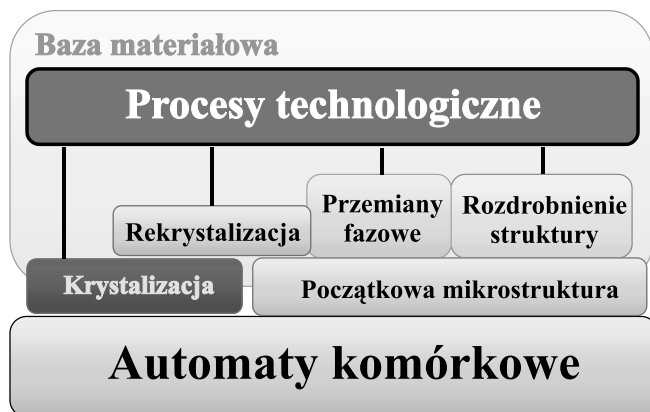 Baza materiałowa
Procesy technologiczne
Rekrystalizacja
Przemiany
fazowe
Rozdrobnienie
struktury
Krystalizacja
Początkowa mikrostruktura
Automaty komórkowe